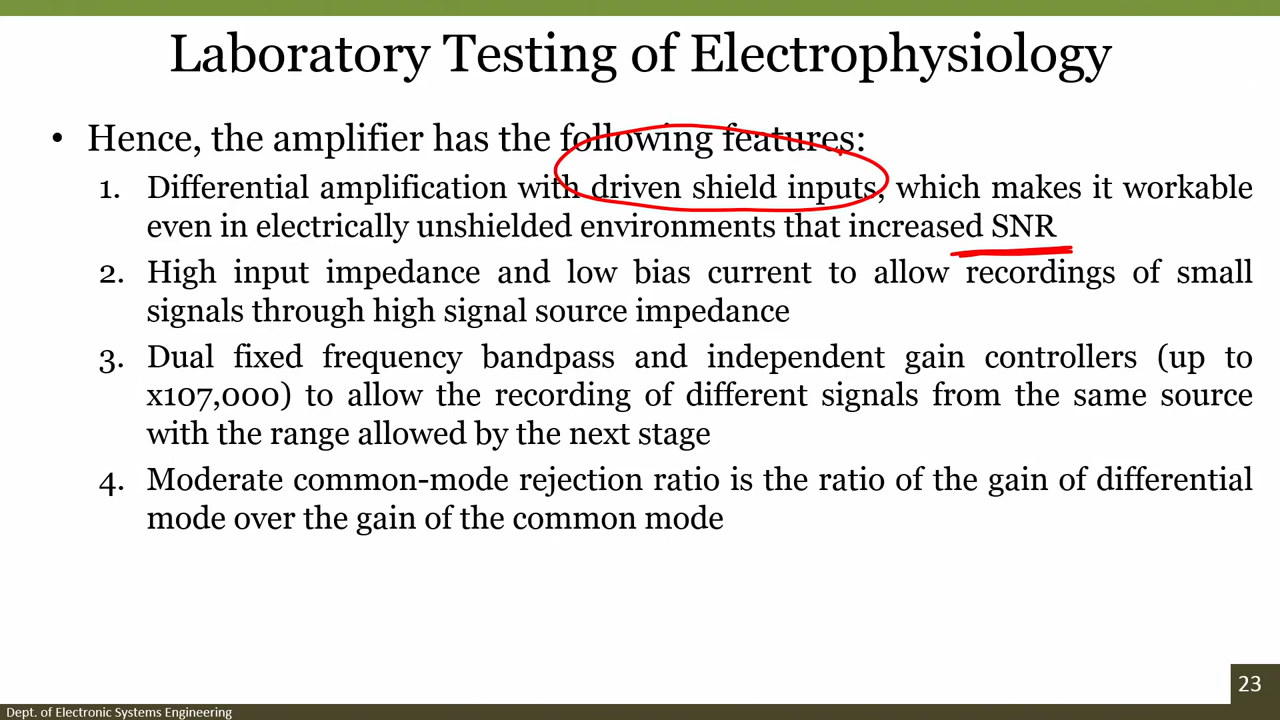 Laboratory Testing of Electrophysiology
• Hence, the amplifier has the following features:
1. Differential amplification with driven shield inputs, which makes it workable
even in electrically unshielded environments that increased SNR
2. High input impedance and low bias current to allow recordings of small
signals through high signal source impedance
3. Dual fixed frequency bandpass and independent gain controllers (up to
x107,000) to allow the recording of different signals from the same source
with the range allowed by the next stage
4. Moderate common-mode rejection ratio is the ratio of the gain of differential
mode over the gain of the common mode
23
Dept. of Electronic Systems Engineering